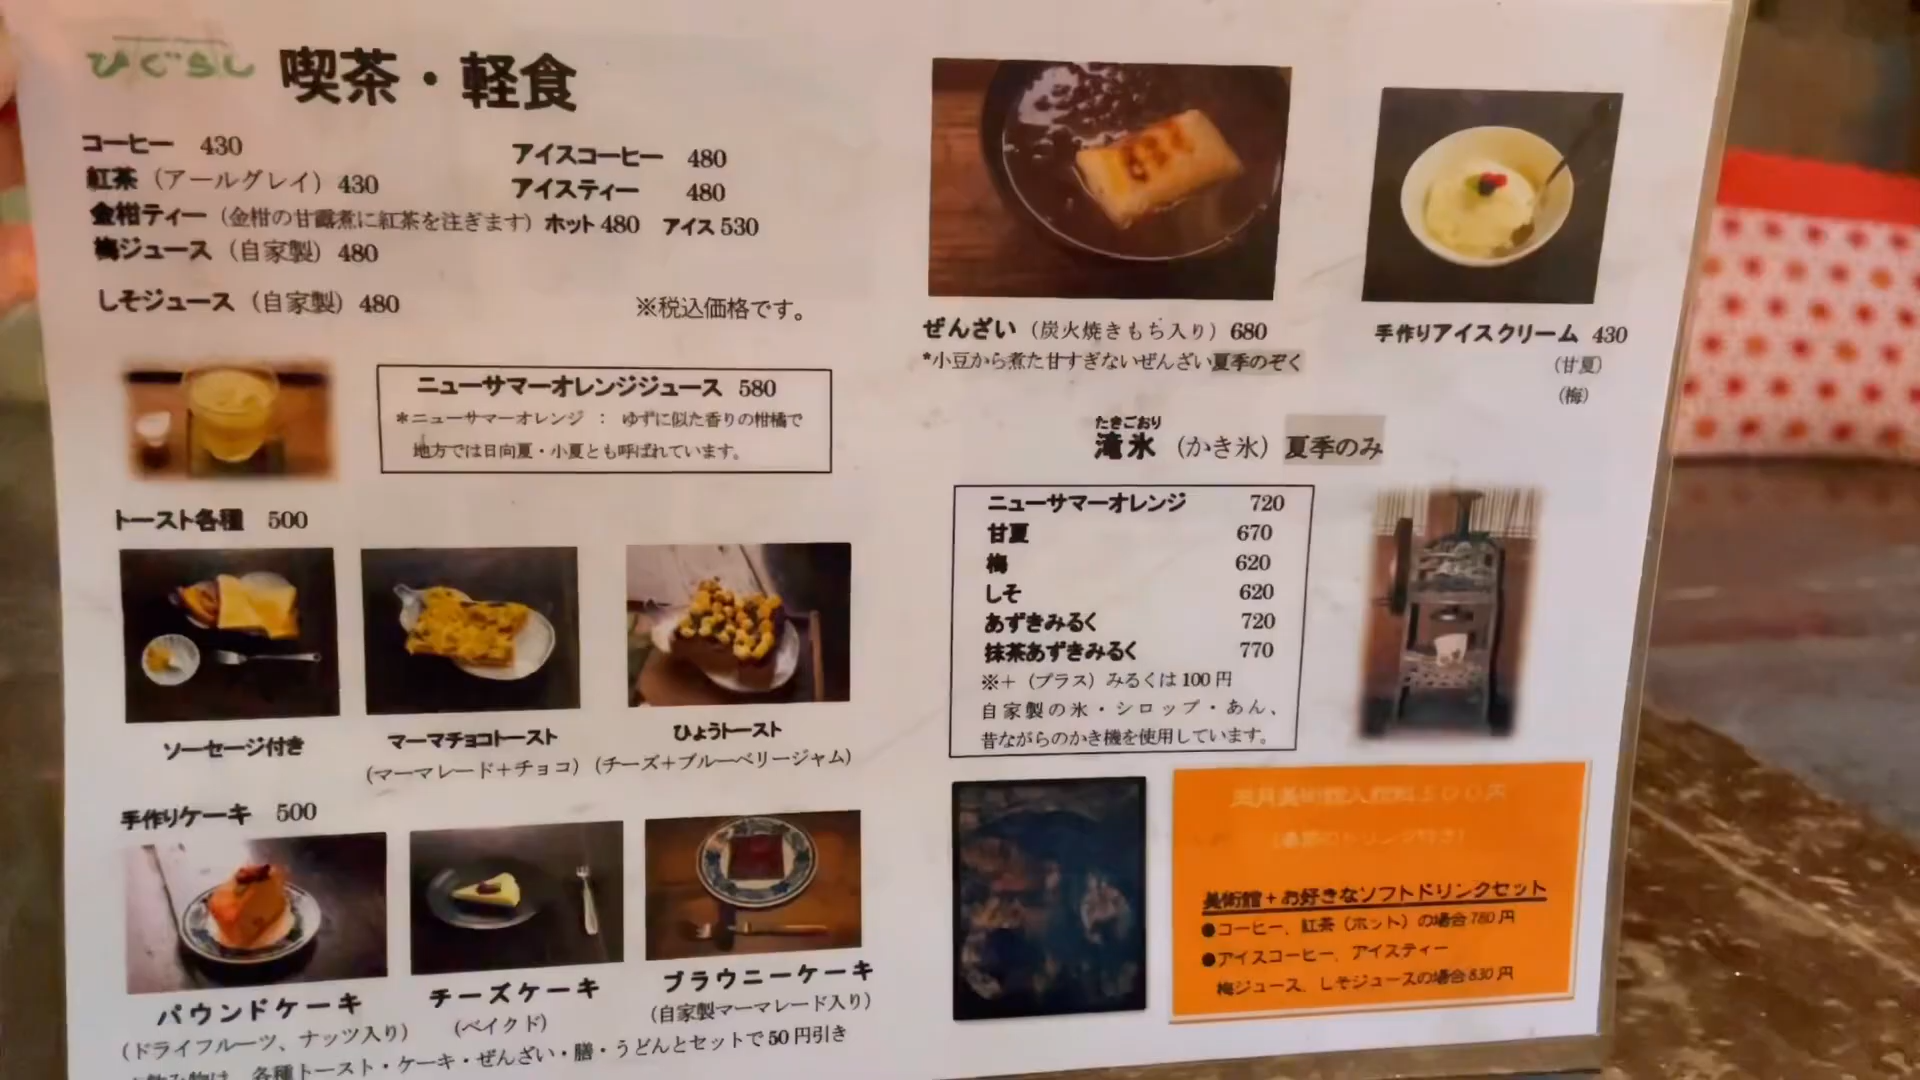 ひぐらし 喫茶・軽食
コーヒー 430
アイスコーヒー 480
紅茶（アールグレイ）430
アイスティー 480
金柑ティー（金柑の甘露煮に紅茶を注ぎます）ホット480 アイス530
梅ジュース（自家製）480
しそジュース（自家製）480
※税込価格です。
ニューサマーオレンジジュース 580
＊ニューサマーオレンジ ： ゆずに似た香りの柑橘で
地方では日向夏・小夏とも呼ばれています。
トースト各種 500
ソーセージ付き
マーマチョコトースト
(マーマレード＋チョコ)
ひょうトースト
(チーズ＋ブルーベリージャム)
手作りケーキ 500
パウンドケーキ
(ドライフルーツ、ナッツ入り)
チーズケーキ
(ベイクド)
ブラウニーケーキ
(自家製マーマレード入り)
各種トースト・ケーキ・ぜんざい・膳・うどんとセットで50円引き
ぜんざい（炭火焼きもち入り）680
*小豆から煮た甘すぎないぜんざい夏季のぞく
手作りアイスクリーム 430
(甘夏)
(梅)
たきごおり
滝氷（かき氷）夏季のみ
ニューサマーオレンジ 720
甘夏 670
梅 620
しそ 620
あずきみるく 720
抹茶あずきみるく 770
※＋（プラス）みるくは100円
自家製の氷・シロップ・あん、
昔ながらのかき機を使用しています。
美術館＋お好きなソフトドリンクセット
●コーヒー、紅茶（ホット）の場合780円
●アイスコーヒー、アイスティー
梅ジュース、しそジュースの場合830円